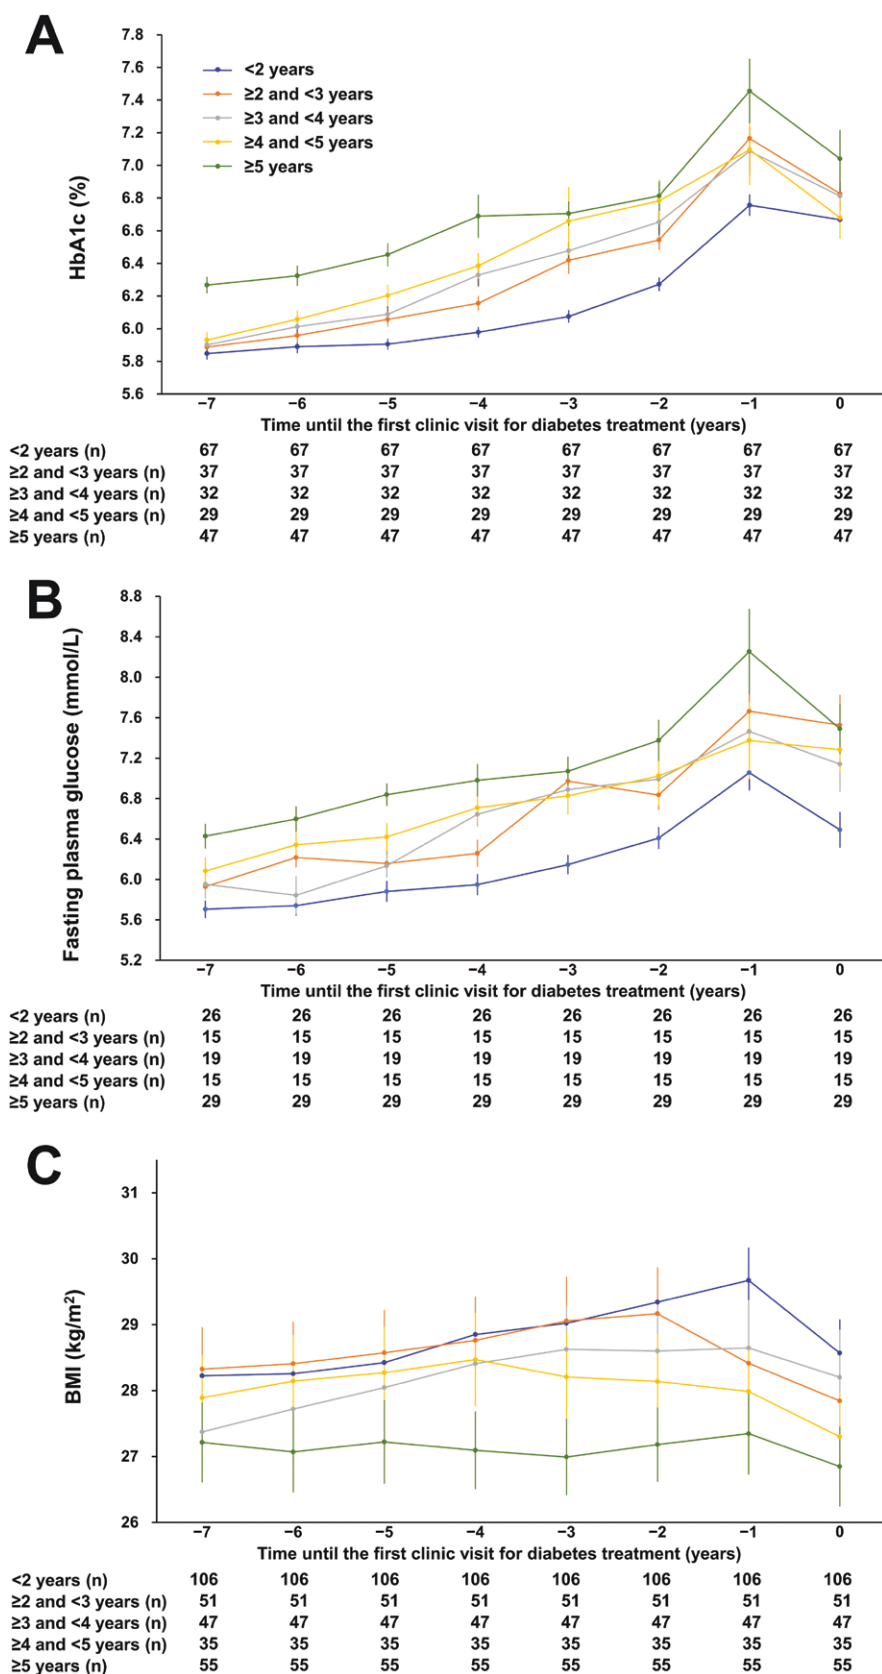 A
7.8
7.6
7.4
7.2
7.0
6.8
6.6
6.4
6.2
6.0
5.8
5.6
HbA1c (%)
<2 years
≥2 and <3 years
≥3 and <4 years
≥4 and <5 years
≥5 years
−7 −6 −5 −4 −3 −2 −1 0
Time until the first clinic visit for diabetes treatment (years)
<2 years (n) 67 67 67 67 67 67 67 67
≥2 and <3 years (n) 37 37 37 37 37 37 37 37
≥3 and <4 years (n) 32 32 32 32 32 32 32 32
≥4 and <5 years (n) 29 29 29 29 29 29 29 29
≥5 years (n) 47 47 47 47 47 47 47 47
B
8.8
8.4
8.0
7.6
7.2
6.8
6.4
6.0
5.6
5.2
Fasting plasma glucose (mmol/L)
−7 −6 −5 −4 −3 −2 −1 0
Time until the first clinic visit for diabetes treatment (years)
<2 years (n) 26 26 26 26 26 26 26 26
≥2 and <3 years (n) 15 15 15 15 15 15 15 15
≥3 and <4 years (n) 19 19 19 19 19 19 19 19
≥4 and <5 years (n) 15 15 15 15 15 15 15 15
≥5 years (n) 29 29 29 29 29 29 29 29
C
31
30
29
28
27
26
BMI (kg/m²)
−7 −6 −5 −4 −3 −2 −1 0
Time until the first clinic visit for diabetes treatment (years)
<2 years (n) 106 106 106 106 106 106 106 106
≥2 and <3 years (n) 51 51 51 51 51 51 51 51
≥3 and <4 years (n) 47 47 47 47 47 47 47 47
≥4 and <5 years (n) 35 35 35 35 35 35 35 35
≥5 years (n) 55 55 55 55 55 55 55 55